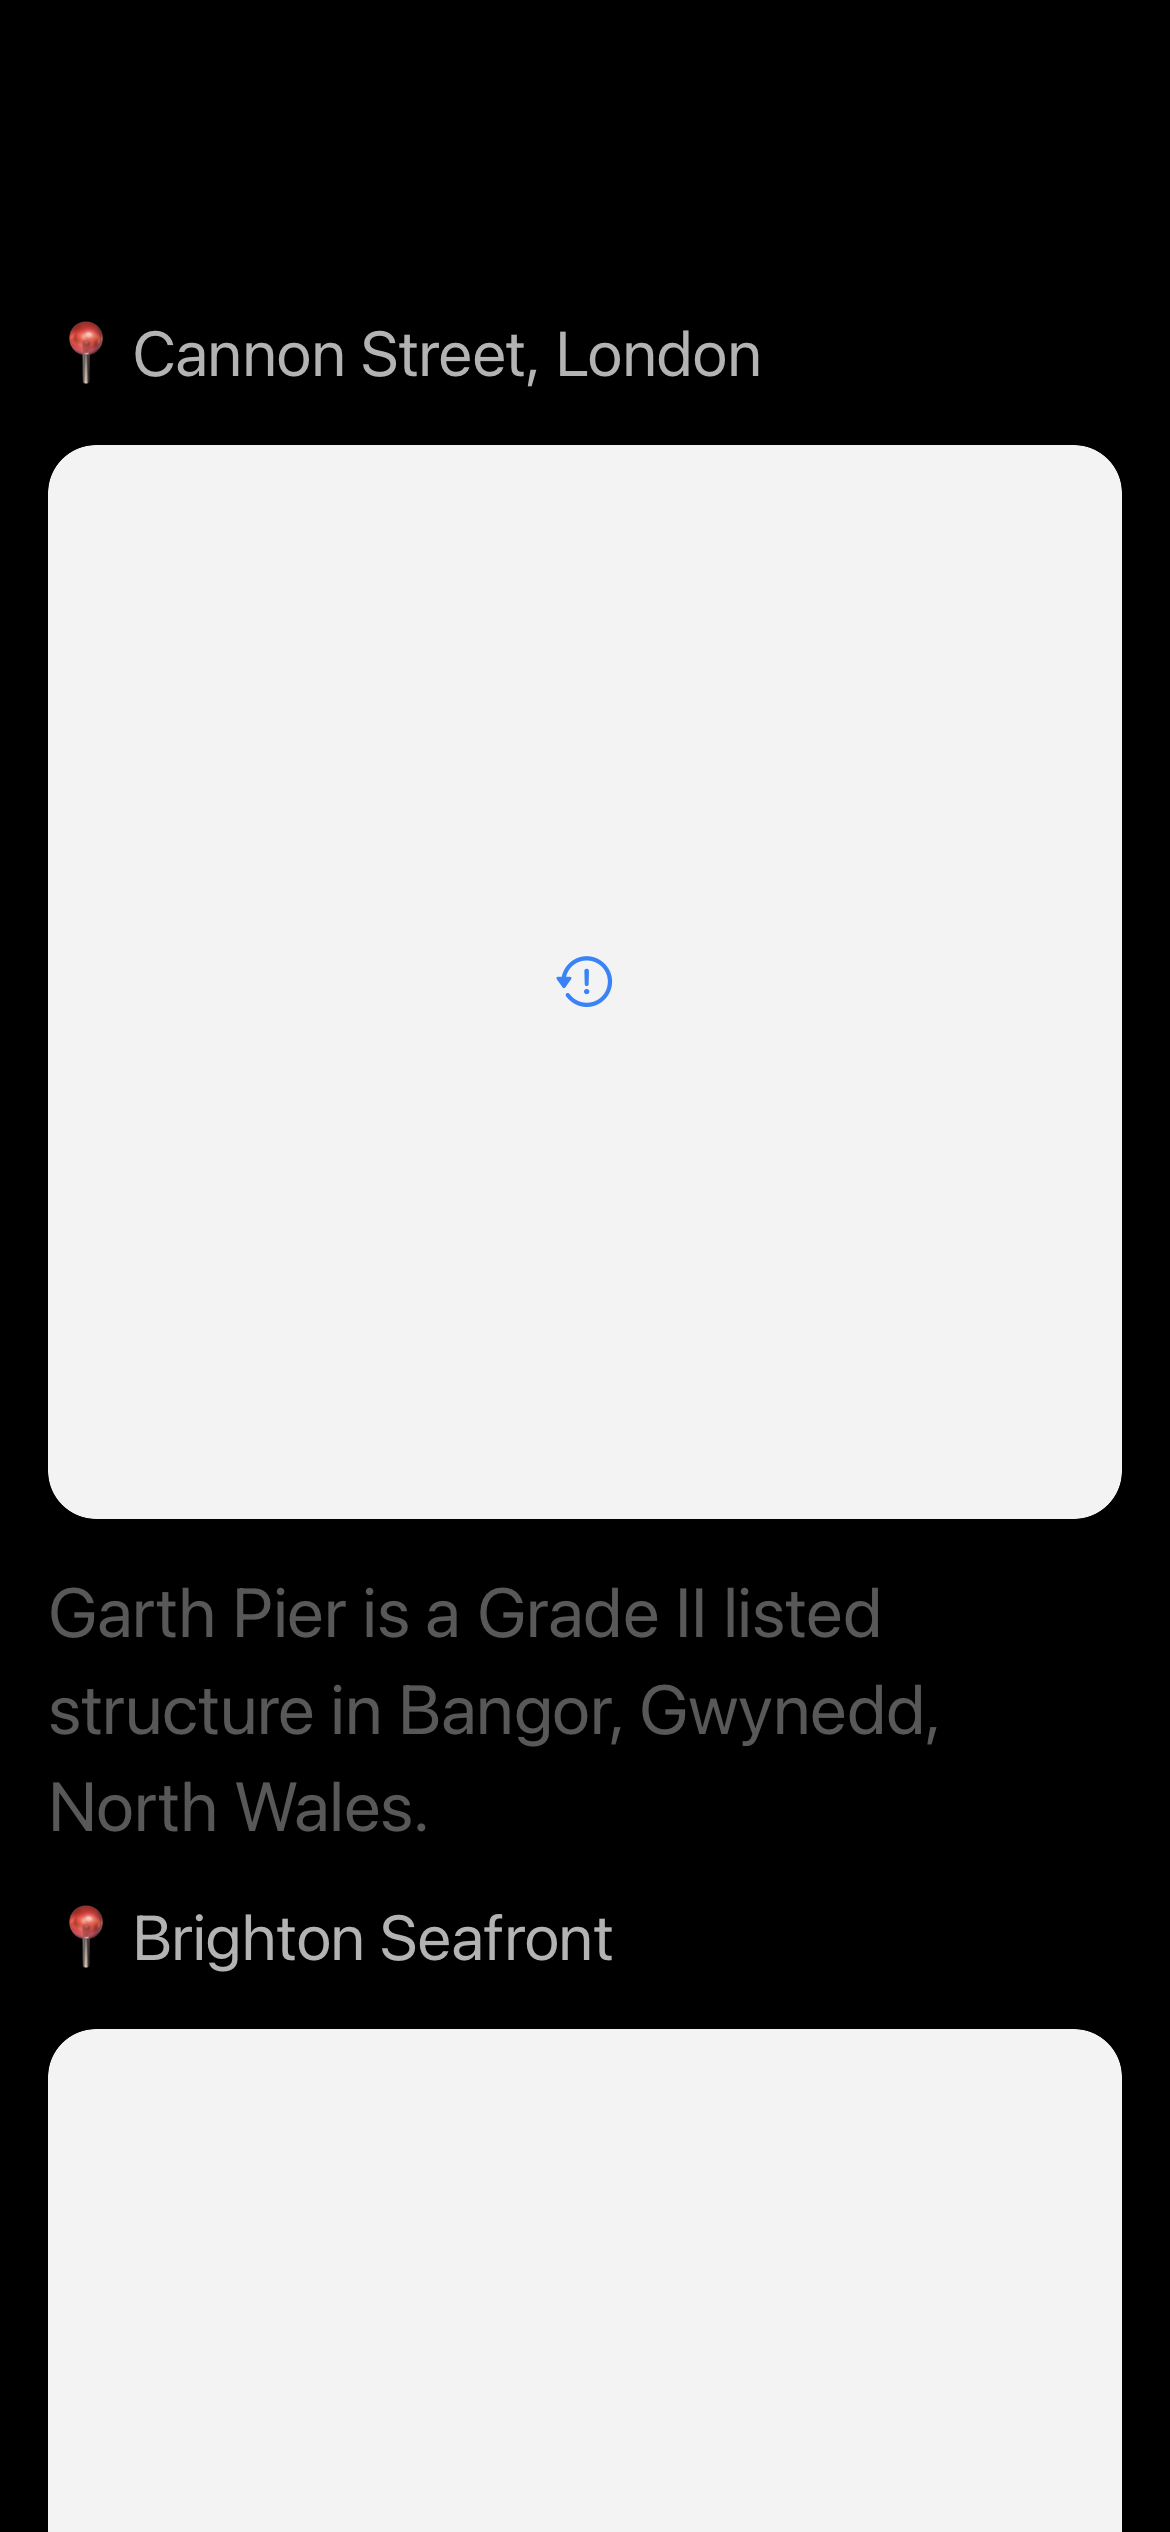 Cannon Street, London
Garth Pier is a Grade II listed
structure in Bangor, Gwynedd,
North Wales.
Brighton Seafront